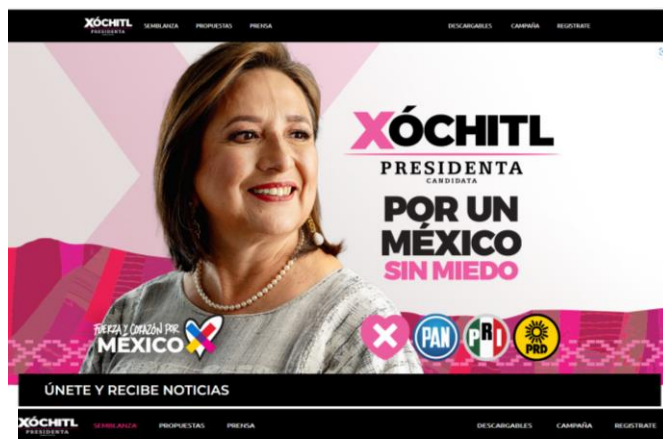 XÓCHITL SEMBLANZA PROPUESTAS PRENSA DESCARGABLES CAMPAÑA REGISTRATE
PRESIDENTA
XÓCHITL
PRESIDENTA
CANDIDATA
POR UN
MÉXICO
SIN MIEDO
FUERZA Y CORAZÓN POR
MÉXICO
X PAN PRI PRD
ÚNETE Y RECIBE NOTICIAS
XÓCHITL SEMBLANZA PROPUESTAS PRENSA DESCARGABLES CAMPAÑA REGISTRATE
PRESIDENTA